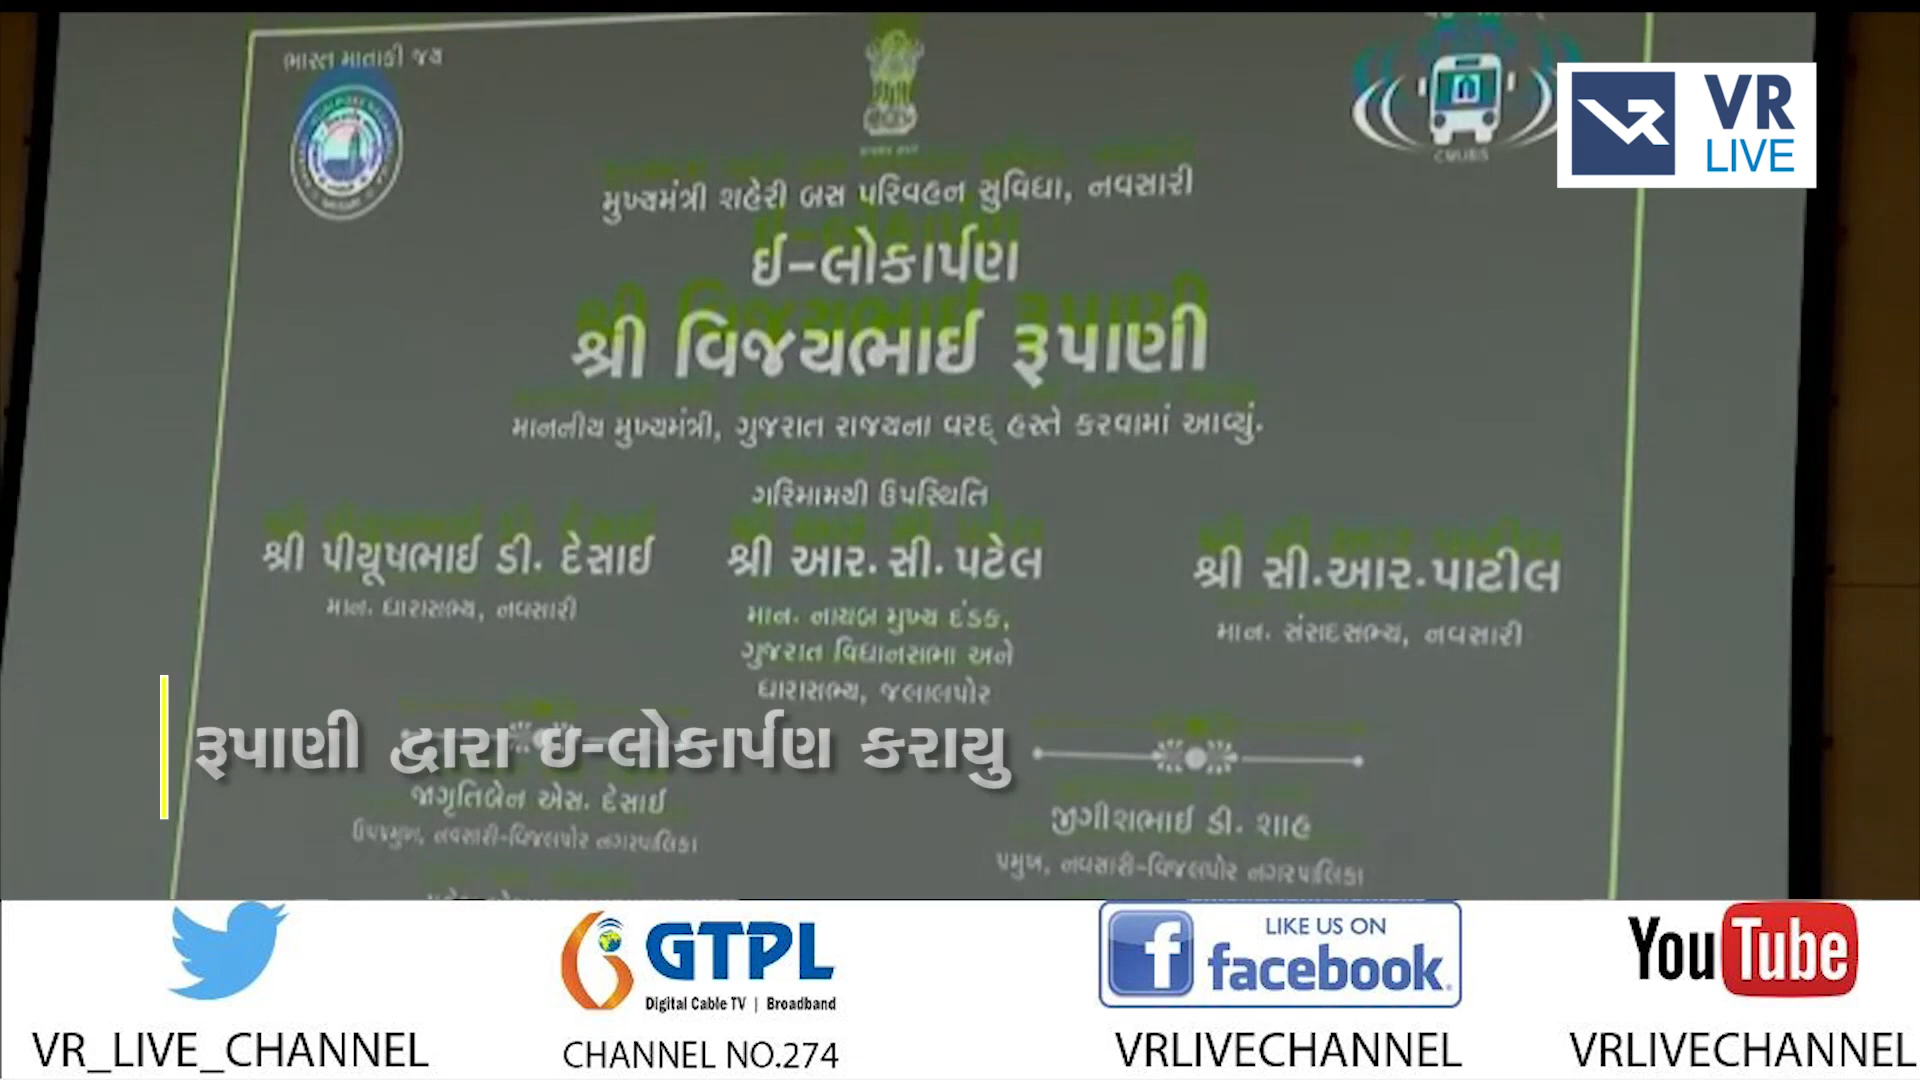 ભારત માતાકી જય
VR
LIVE
CMUBS
મુખ્યમંત્રી શહેરી બસ પરિવહન સુવિધા, નવસારી
ઈ-લોકાર્પણ
શ્રી વિજયભાઈ રૂપાણી
માનનીય મુખ્યમંત્રી, ગુજરાત રાજયના વરદ્ હસ્તે કરવામાં આવ્યું.
ગરિમામયી ઉપસ્થિતિ
શ્રી પીયૂષભાઈ ડી. દેસાઈ
માન. ધારાસભ્ય, નવસારી
શ્રી આર. સી. પટેલ
માન. નાયબ મુખ્ય દંડક,
ગુજરાત વિધાનસભા અને
ધારાસભ્ય, જલાલપોર
શ્રી સી.આર.પાટીલ
માન. સંસદસભ્ય, નવસારી
રૂપાણી દ્વારા ઇ-લોકાર્પણ કરાયુ
જાગૃતિબેન એસ. દેસાઈ
ઉપપ્રમુખ, નવસારી-વિજલપોર નગરપાલિકા
જીગીશભાઈ ડી. શાહ
પ્રમુખ, નવસારી-વિજલપોર નગરપાલિકા
VR_LIVE_CHANNEL
GTPL
Digital Cable TV | Broadband
CHANNEL NO.274
LIKE US ON
facebook
VRLIVECHANNEL
YouTube
VRLIVECHANNEL